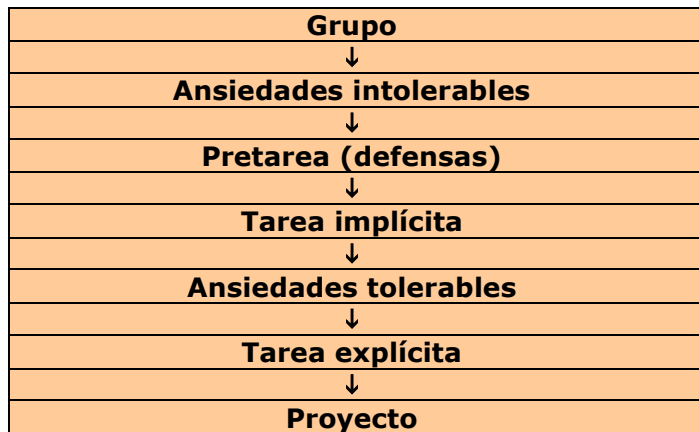 Grupo
↓
Ansiedades intolerables
↓
Pretarea (defensas)
↓
Tarea implícita
↓
Ansiedades tolerables
↓
Tarea explícita
↓
Proyecto